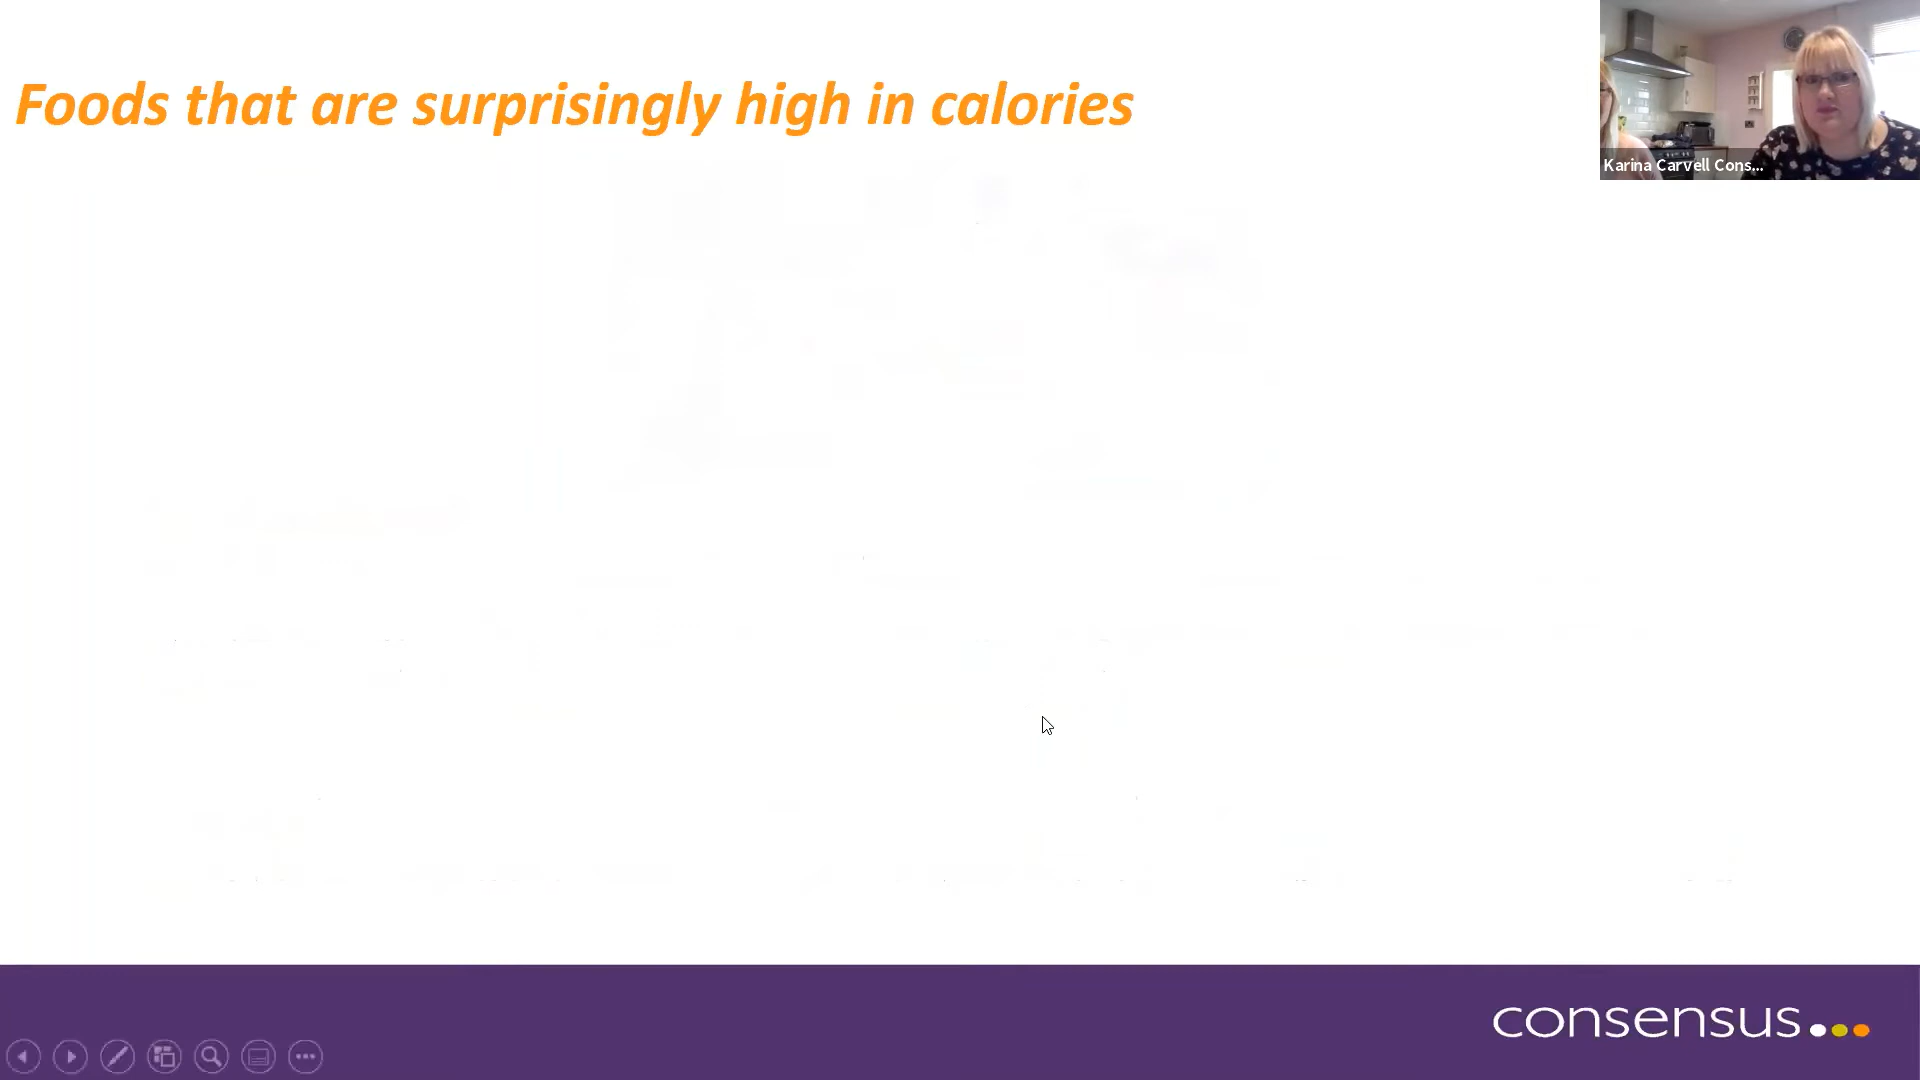 Foods that are surprisingly high in calories
Karina Carvell Cons...
consensus...